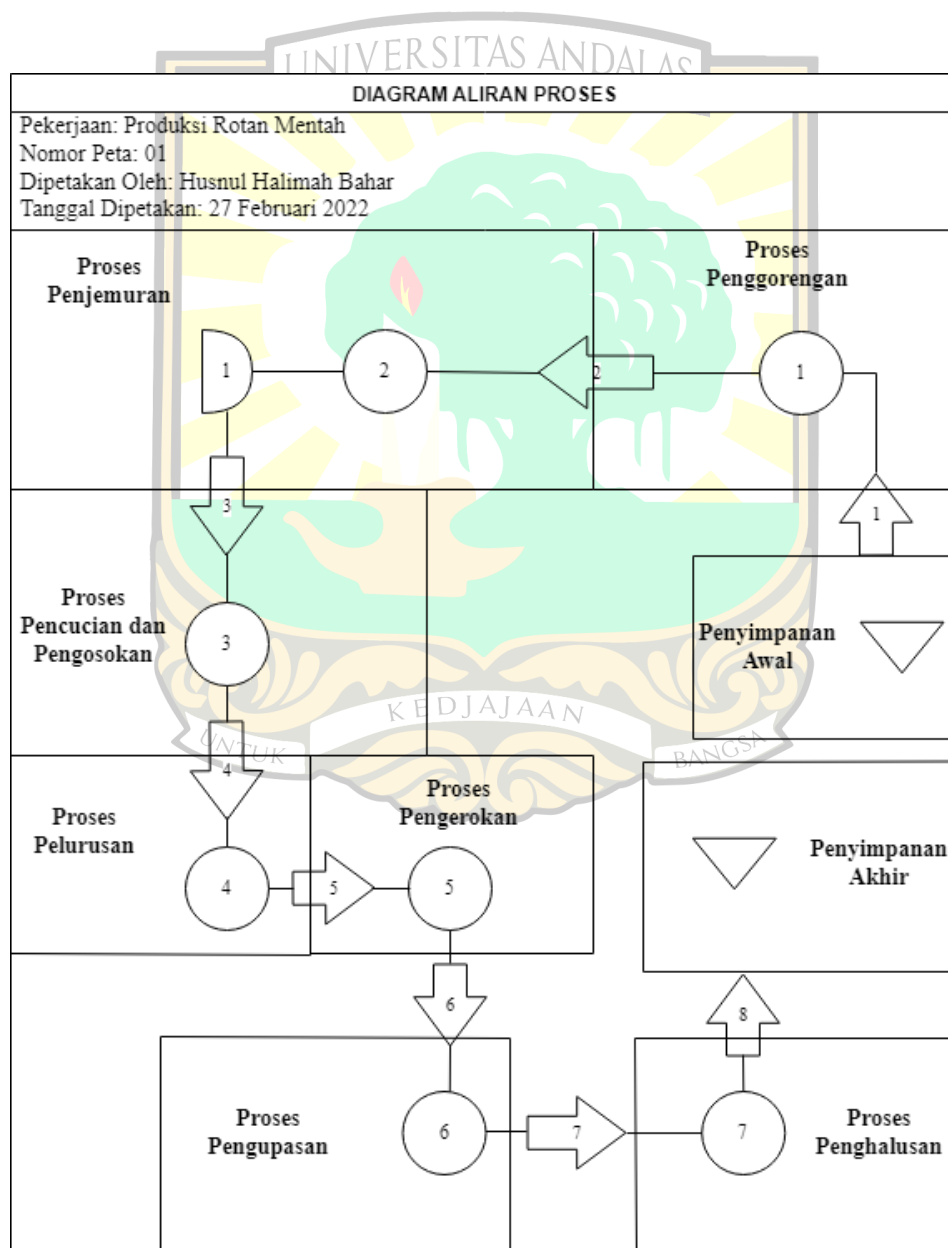 UNIVERSITAS ANDALAS
DIAGRAM ALIRAN PROSES
Pekerjaan: Produksi Rotan Mentah
Nomor Peta: 01
Dipetakan Oleh: Husnul Halimah Bahar
Tanggal Dipetakan: 27 Februari 2022
Proses
Penjemuran
Proses
Penggorengan
1
2
2
1
3
1
Proses
Pencucian dan
Pengosokan
3
Penyimpanan
Awal
KEDJAJAAN
UNTUK
BANGSA
4
Proses
Pelurusan
4
5
Proses
Pengerokan
5
Penyimpanan
Akhir
6
8
Proses
Pengupasan
6
7
7
Proses
Penghalusan